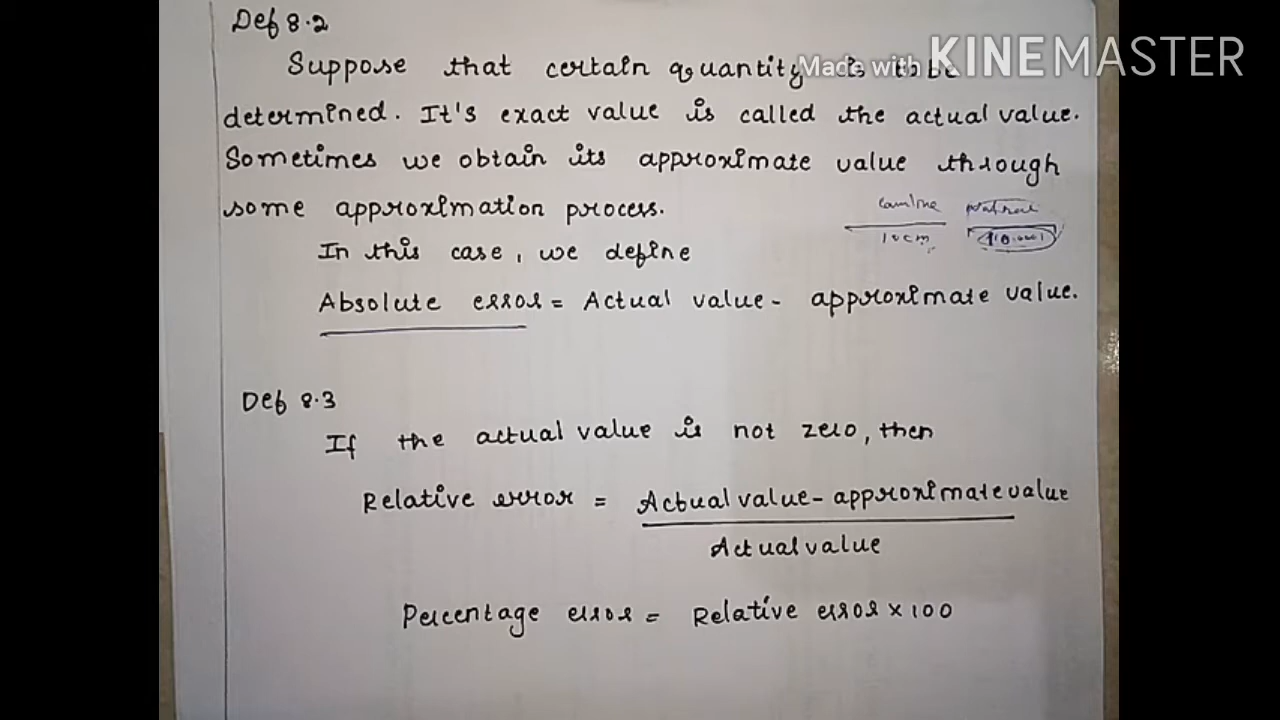 Def 8.2
Suppose that certain quantity is to be
Made with KINEMASTER
determined. It's exact value is called the actual value.
Sometimes we obtain its approximate value through
some approximation process.
10cm
In this case, we define
Absolute error = Actual value - approximate value.
Def 8.3
If the actual value is not zero, then
Relative error = Actual value - approximate value
Actual value
Percentage error = Relative error × 100